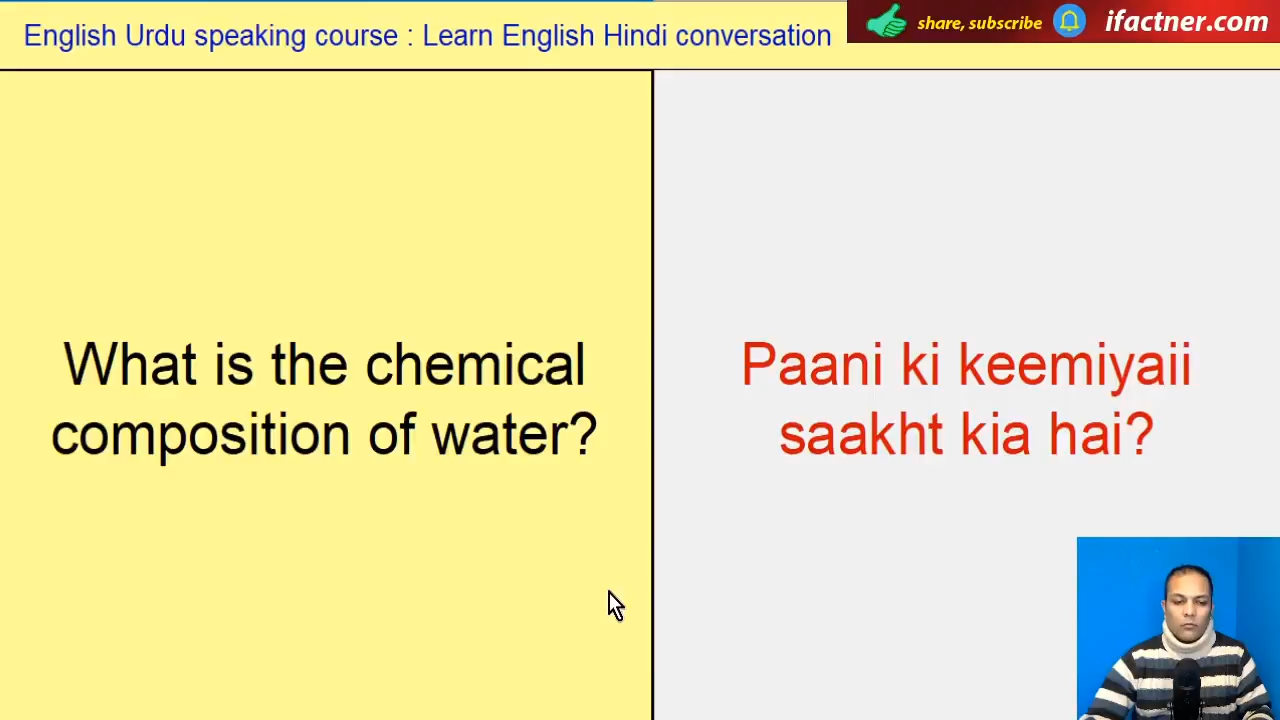 English Urdu speaking course : Learn English Hindi conversation
share, subscribe
ifactner.com
What is the chemical
composition of water?
Paani ki keemiyaii
saakht kia hai?